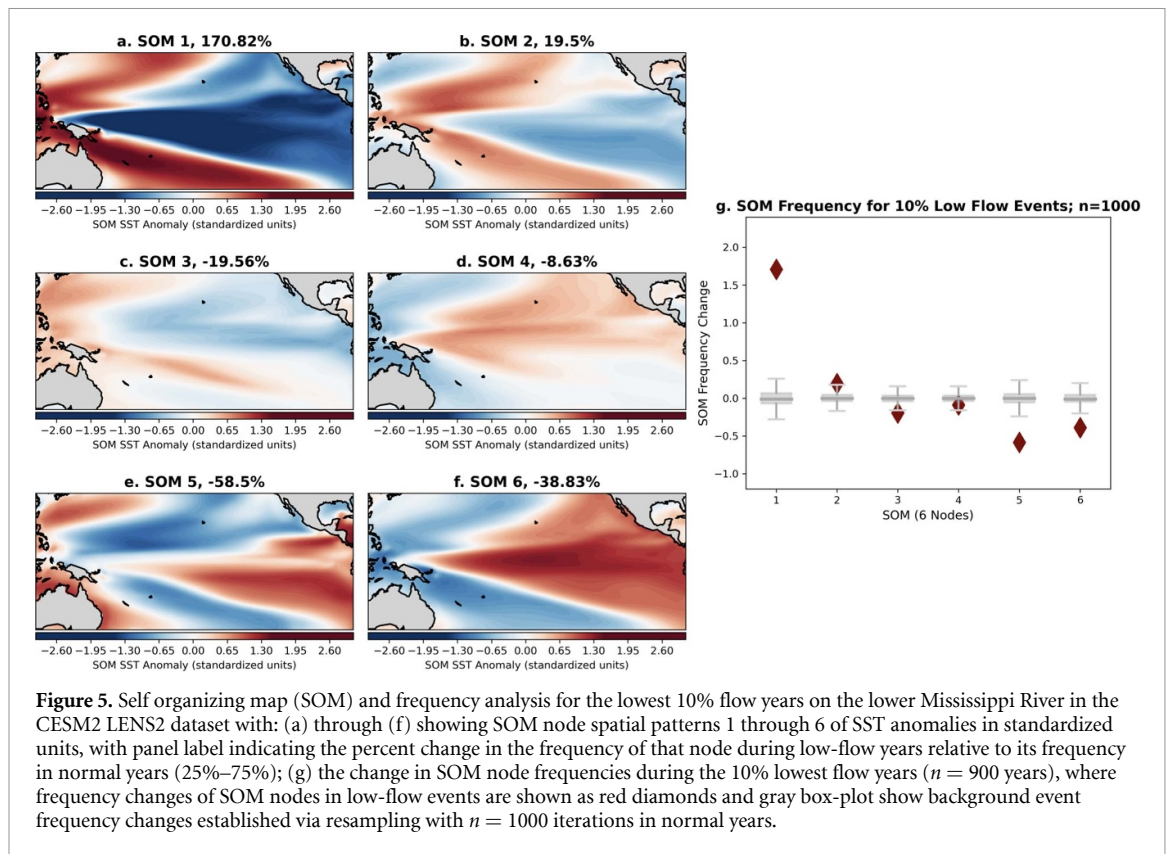 a. SOM 1, 170.82%
b. SOM 2, 19.5%
-2.60 -1.95 -1.30 -0.65 0.00 0.65 1.30 1.95 2.60
SOM SST Anomaly (standardized units)
-2.60 -1.95 -1.30 -0.65 0.00 0.65 1.30 1.95 2.60
SOM SST Anomaly (standardized units)
c. SOM 3, -19.56%
d. SOM 4, -8.63%
-2.60 -1.95 -1.30 -0.65 0.00 0.65 1.30 1.95 2.60
SOM SST Anomaly (standardized units)
-2.60 -1.95 -1.30 -0.65 0.00 0.65 1.30 1.95 2.60
SOM SST Anomaly (standardized units)
e. SOM 5, -58.5%
f. SOM 6, -38.83%
-2.60 -1.95 -1.30 -0.65 0.00 0.65 1.30 1.95 2.60
SOM SST Anomaly (standardized units)
-2.60 -1.95 -1.30 -0.65 0.00 0.65 1.30 1.95 2.60
SOM SST Anomaly (standardized units)
g. SOM Frequency for 10% Low Flow Events; n=1000
SOM Frequency Change
2.0
1.5
1.0
0.5
0.0
−0.5
−1.0
1 2 3 4 5 6
SOM (6 Nodes)
Figure 5. Self organizing map (SOM) and frequency analysis for the lowest 10% flow years on the lower Mississippi River in the
CESM2 LENS2 dataset with: (a) through (f) showing SOM node spatial patterns 1 through 6 of SST anomalies in standardized
units, with panel label indicating the percent change in the frequency of that node during low-flow years relative to its frequency
in normal years (25%–75%); (g) the change in SOM node frequencies during the 10% lowest flow years (n = 900 years), where
frequency changes of SOM nodes in low-flow events are shown as red diamonds and gray box-plot show background event
frequency changes established via resampling with n = 1000 iterations in normal years.